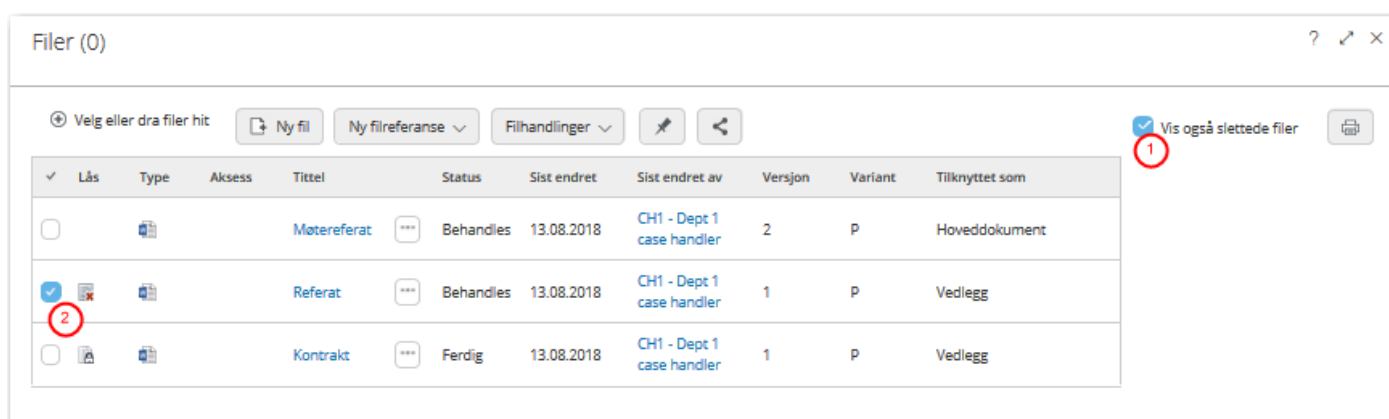 Filer (0)
?
Velg eller dra filer hit Ny fil Ny filreferanse Filhandlinger Vis også slettede filer
1
Lås Type Aksess Tittel Status Sist endret Sist endret av Versjon Variant Tilknyttet som
Møtereferat Behandles 13.08.2018 CH1 - Dept 1 case handler 2 P Hoveddokument
Referat Behandles 13.08.2018 CH1 - Dept 1 case handler 1 P Vedlegg
2
Kontrakt Ferdig 13.08.2018 CH1 - Dept 1 case handler 1 P Vedlegg